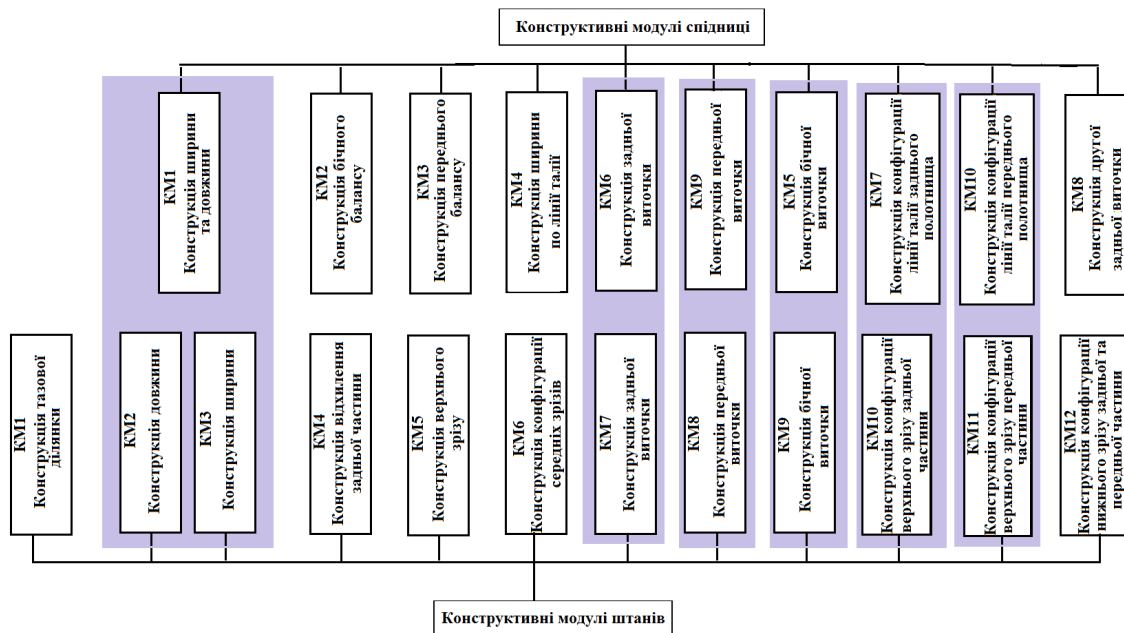 Конструктивні модулі спідниці
КМ1
Конструкція ширини
та довжини
КМ2
Конструкція бічного
балансу
КМ3
Конструкція переднього
балансу
КМ4
Конструкція ширини
по лінії талії
КМ6
Конструкція задньої
виточки
КМ9
Конструкція передньої
виточки
КМ5
Конструкція бічної
виточки
КМ7
Конструкція конфігурації
лінії талії заднього
полотнища
КМ10
Конструкція конфігурації
лінії талії переднього
полотнища
КМ8
Конструкція другої
задньої виточки
КМ1
Конструкція тазової
ділянки
КМ2
Конструкція довжини
КМ3
Конструкція ширини
КМ4
Конструкція відхилення
задньої частини
КМ5
Конструкція верхнього
зрізу
КМ6
Конструкція конфігурації
середніх зрізів
КМ7
Конструкція задньої
виточки
КМ8
Конструкція передньої
виточки
КМ9
Конструкція бічної
виточки
КМ10
Конструкція конфігурації
верхнього зрізу задньої
частини
КМ11
Конструкція конфігурації
верхнього зрізу передньої
частини
КМ12
Конструкція конфігурації
нижнього зрізу задньої та
передньої частини
Конструктивні модулі штанів